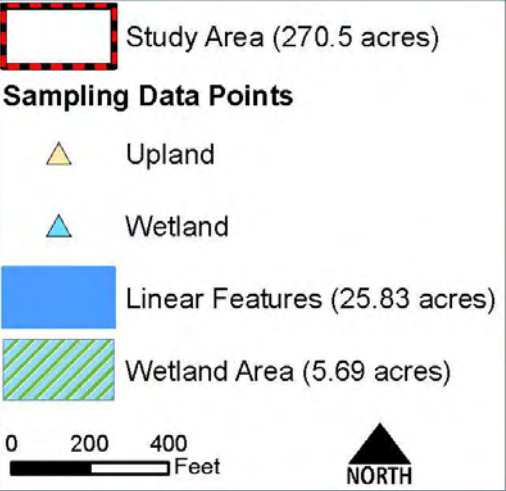 Study Area (270.5 acres)
Sampling Data Points
Upland
Wetland
Linear Features (25.83 acres)
Wetland Area (5.69 acres)
0 200 400
Feet
NORTH